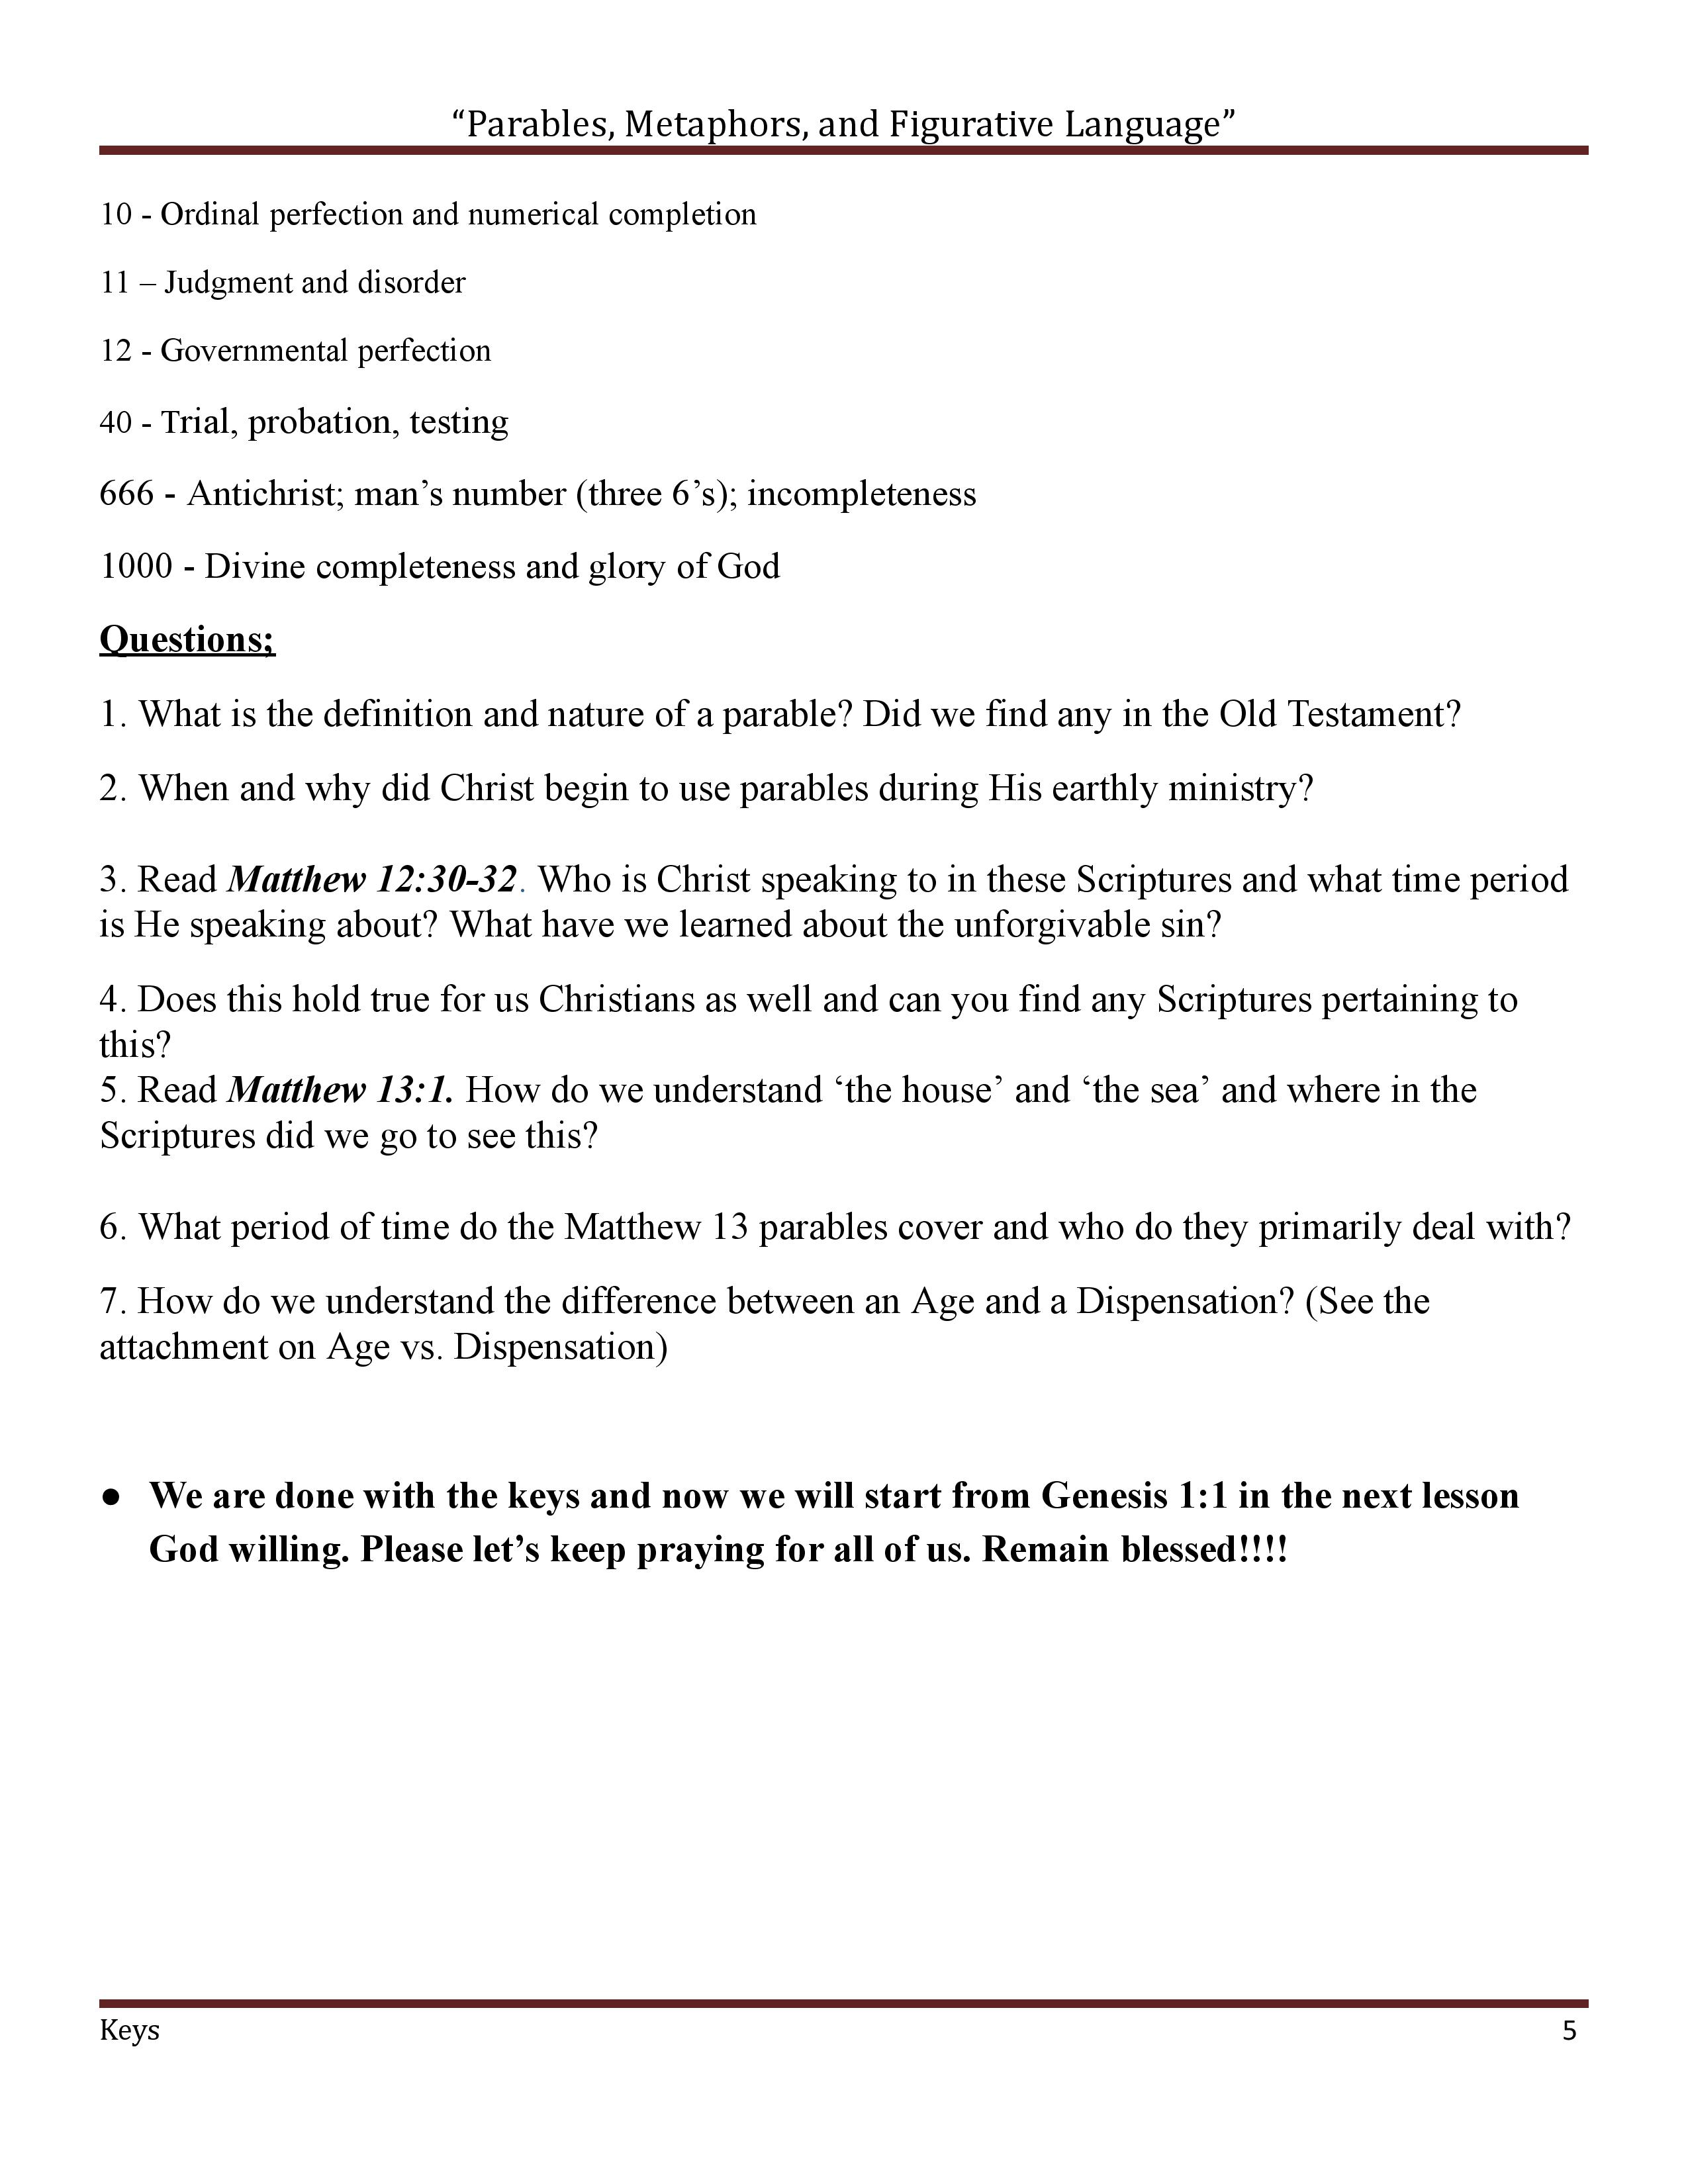 “Parables, Metaphors, and Figurative Language”
10 - Ordinal perfection and numerical completion
11 – Judgment and disorder
12 - Governmental perfection
40 - Trial, probation, testing
666 - Antichrist; man’s number (three 6’s); incompleteness
1000 - Divine completeness and glory of God
Questions;
1. What is the definition and nature of a parable? Did we find any in the Old Testament?
2. When and why did Christ begin to use parables during His earthly ministry?
3. Read Matthew 12:30-32. Who is Christ speaking to in these Scriptures and what time period
is He speaking about? What have we learned about the unforgivable sin?
4. Does this hold true for us Christians as well and can you find any Scriptures pertaining to
this?
5. Read Matthew 13:1. How do we understand ‘the house’ and ‘the sea’ and where in the
Scriptures did we go to see this?
6. What period of time do the Matthew 13 parables cover and who do they primarily deal with?
7. How do we understand the difference between an Age and a Dispensation? (See the
attachment on Age vs. Dispensation)
● We are done with the keys and now we will start from Genesis 1:1 in the next lesson
God willing. Please let’s keep praying for all of us. Remain blessed!!!!
Keys 5